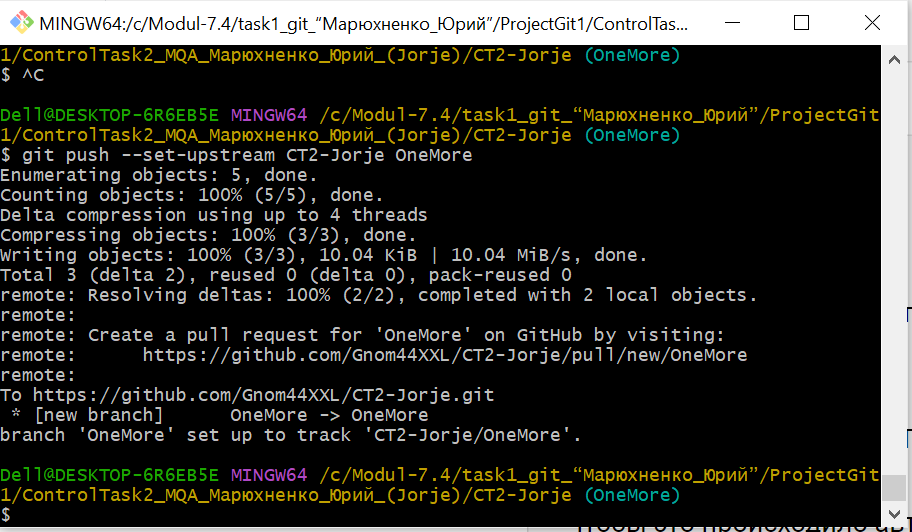 MINGW64:/c/Modul-7.4/task1_git_“Марюхненко_Юрий”/ProjectGit1/ControlTas...
1/ControlTask2_MQA_Марюхненко_Юрий_(Jorje)/CT2-Jorje (OneMore)
$ ^C
Dell@DESKTOP-6R6EB5E MINGW64 /c/Modul-7.4/task1_git_“Марюхненко_Юрий”/ProjectGit
1/ControlTask2_MQA_Марюхненко_Юрий_(Jorje)/CT2-Jorje (OneMore)
$ git push --set-upstream CT2-Jorje OneMore
Enumerating objects: 5, done.
Counting objects: 100% (5/5), done.
Delta compression using up to 4 threads
Compressing objects: 100% (3/3), done.
Writing objects: 100% (3/3), 10.04 KiB | 10.04 MiB/s, done.
Total 3 (delta 2), reused 0 (delta 0), pack-reused 0
remote: Resolving deltas: 100% (2/2), completed with 2 local objects.
remote:
remote: Create a pull request for 'OneMore' on GitHub by visiting:
remote:      https://github.com/Gnom44XXL/CT2-Jorje/pull/new/OneMore
remote:
To https://github.com/Gnom44XXL/CT2-Jorje.git
 * [new branch]      OneMore -> OneMore
branch 'OneMore' set up to track 'CT2-Jorje/OneMore'.
Dell@DESKTOP-6R6EB5E MINGW64 /c/Modul-7.4/task1_git_“Марюхненко_Юрий”/ProjectGit
1/ControlTask2_MQA_Марюхненко_Юрий_(Jorje)/CT2-Jorje (OneMore)
$